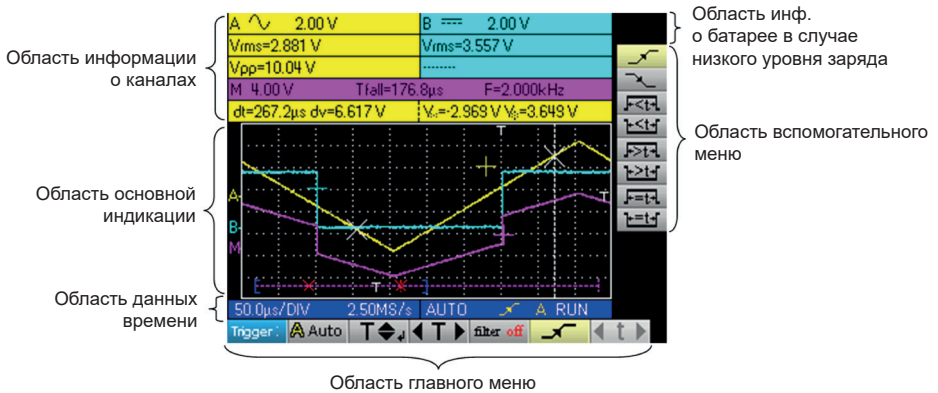 Область информации
о каналах
Область основной
индикации
Область данных
времени
A 2.00 V
B 2.00 V
Vrms=2.881 V
Vrms=3.557 V
Vpp=10.04 V
--------
M 4.00 V Tfall=176.8µs F=2.000kHz
dt=267.2µs dv=6.617 V
=-2.969 V =3.649 V
T
A
B
M
T
T
50.0µs/DIV 2.50MS/s AUTO A RUN
Trigger: A Auto T T filter off t
<t
<t
>t
>t
=t
=t
Область инф.
о батарее в случае
низкого уровня заряда
Область вспомогательного
меню
Область главного меню